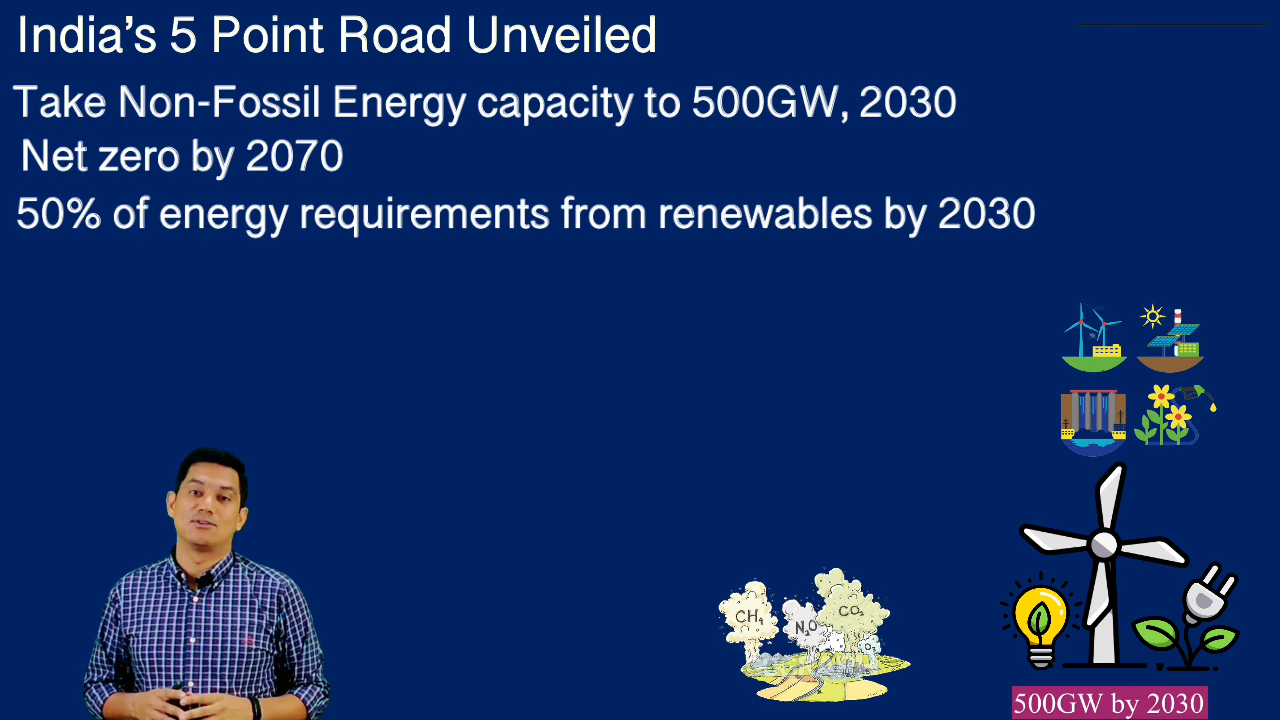 India's 5 Point Road Unveiled
Take Non-Fossil Energy capacity to 500GW, 2030
Net zero by 2070
50% of energy requirements from renewables by 2030
CH₄
N₂O
CO₂
500GW by 2030